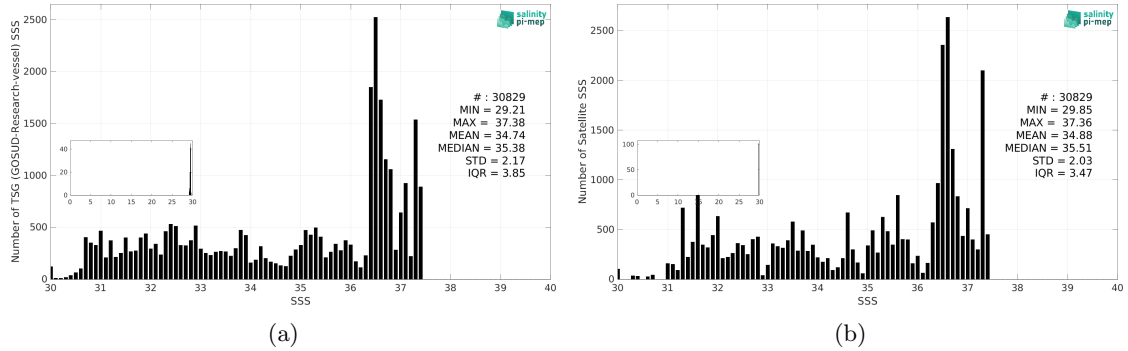 2500
2000
1500
1000
500
0
Number of TSG (GOSUD-Research-vessel) SSS
salinity
pi-mep
# : 30829
MIN = 29.21
MAX = 37.38
MEAN = 34.74
MEDIAN = 35.38
STD = 2.17
IQR = 3.85
40
20
0
0 5 10 15 20 25 30
30 31 32 33 34 35 36 37 38 39 40
SSS
(a)
2500
2000
1500
1000
500
0
Number of Satellite SSS
salinity
pi-mep
# : 30829
MIN = 29.85
MAX = 37.36
MEAN = 34.88
MEDIAN = 35.51
STD = 2.03
IQR = 3.47
100
50
0
0 5 10 15 20 25 30
30 31 32 33 34 35 36 37 38 39 40
SSS
(b)